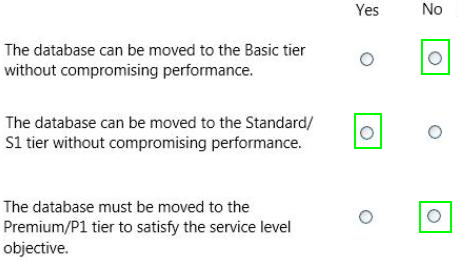 Yes No
The database can be moved to the Basic tier
without compromising performance.
The database can be moved to the Standard/
S1 tier without compromising performance.
The database must be moved to the
Premium/P1 tier to satisfy the service level
objective.